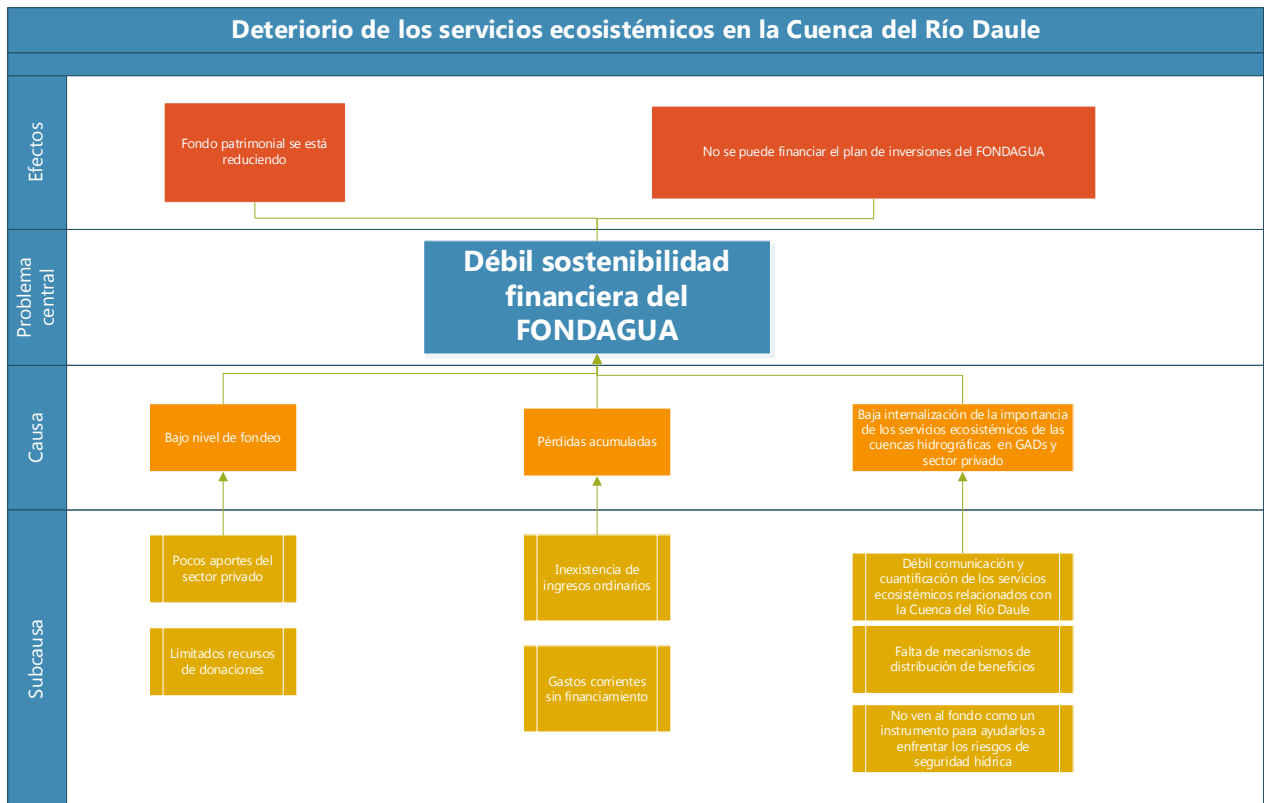 Deteriorio de los servicios ecosistémicos en la Cuenca del Río Daule
Efectos
Fondo patrimonial se está
reduciendo
No se puede financiar el plan de inversiones del FONDAGUA
Problema
central
Débil sostenibilidad
financiera del
FONDAGUA
Causa
Bajo nivel de fondeo
Pérdidas acumuladas
Baja internalización de la importancia
de los servicios ecosistémicos de las
cuencas hidrográficas en GADs y
sector privado
Subcausa
Pocos aportes del
sector privado
Limitados recursos
de donaciones
Inexistencia de
ingresos ordinarios
Gastos corrientes
sin financiamiento
Débil comunicación y
cuantificación de los servicios
ecosistémicos relacionados con
la Cuenca del Río Daule
Falta de mecanismos de
distribución de beneficios
No ven al fondo como un
instrumento para ayudarlos a
enfrentar los riesgos de
seguridad hídrica